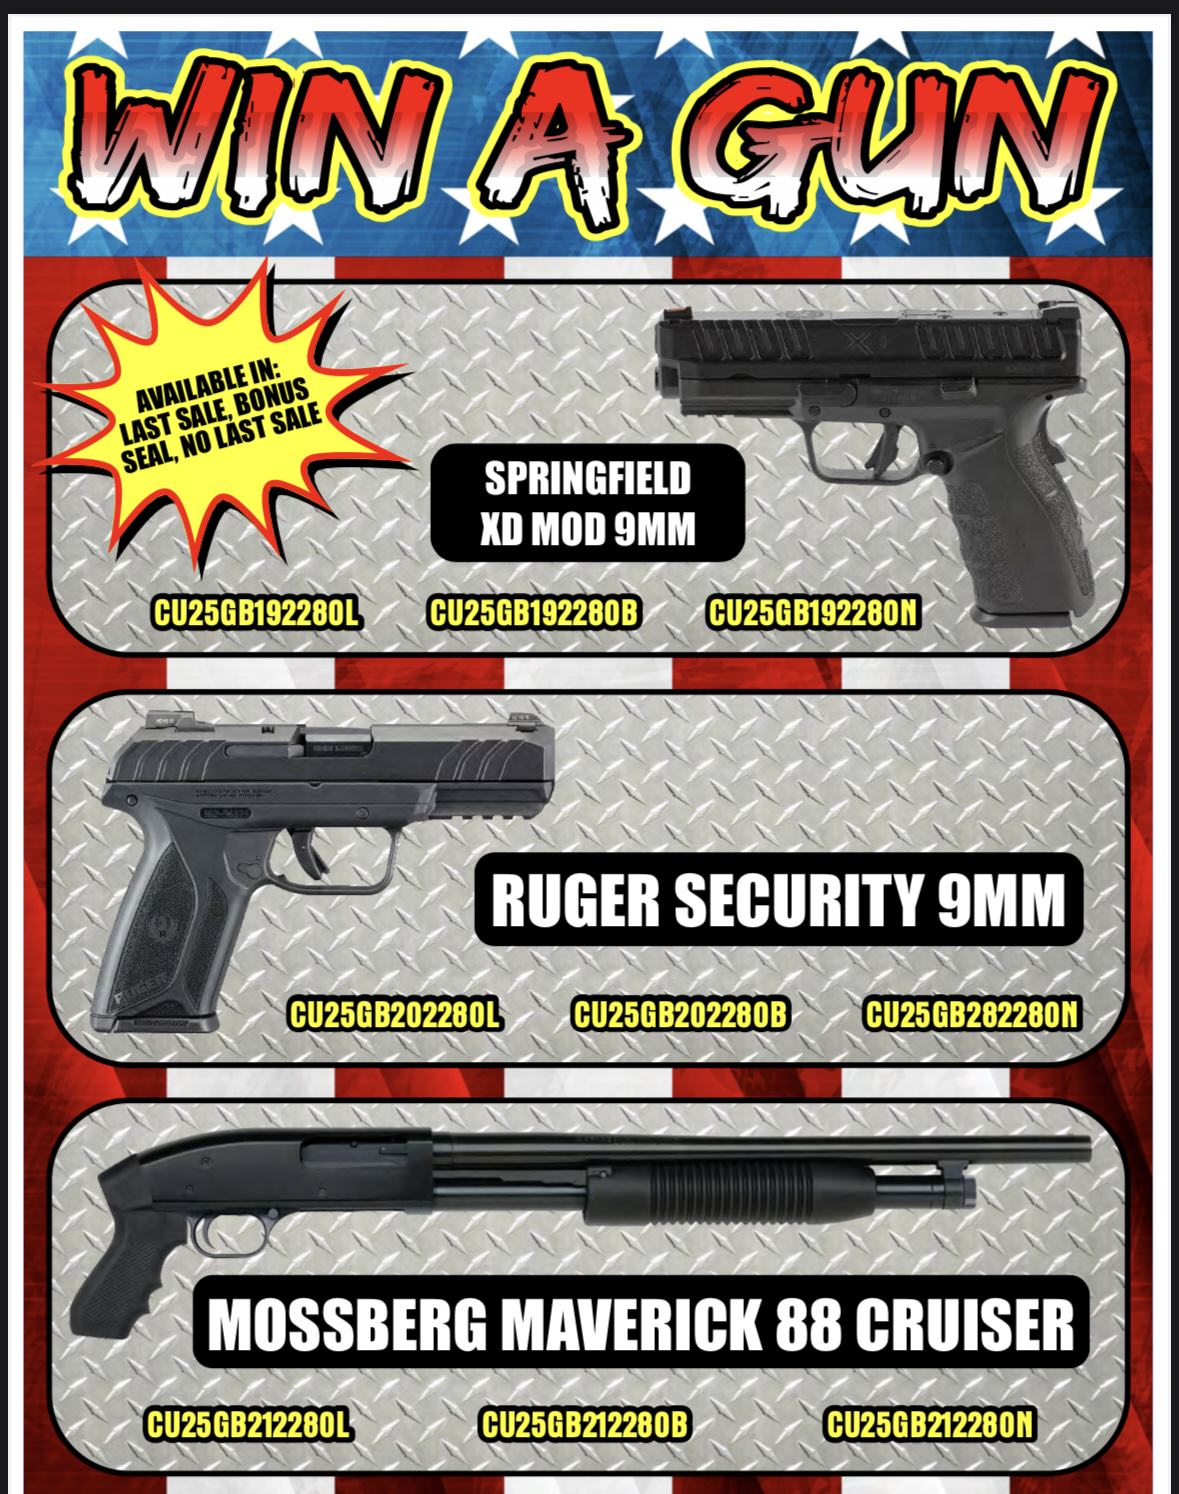 WIN A GUN
AVAILABLE IN:
LAST SALE, BONUS
SEAL, NO LAST SALE
SPRINGFIELD
XD MOD 9MM
CU25GB192280L CU25GB192280B CU25GB192280N
RUGER SECURITY 9MM
RUGER
CU25GB202280L CU25GB202280B CU25GB282280N
MOSSBERG MAVERICK 88 CRUISER
CU25GB212280L CU25GB212280B CU25GB212280N